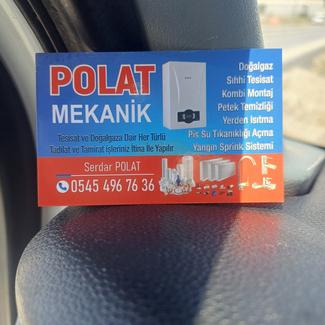 POLAT
MEKANİK
Tesisat ve Doğalgaza Dair Her Türlü
Tadilat ve Tamirat İşleriniz İtina İle Yapılır
Serdar POLAT
0545 496 76 36
Doğalgaz
Sıhhi Tesisat
Kombi Montaj
Petek Temizliği
Yerden Isıtma
Pis Su Tıkanıklığı Açma
Yangın Sprink Sistemi